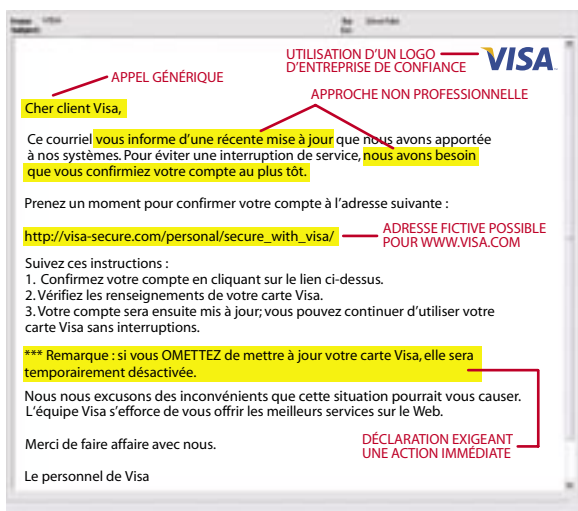 VISA
UTILISATION D'UN LOGO
D'ENTREPRISE DE CONFIANCE
VISA
APPEL GÉNÉRIQUE
APPROCHE NON PROFESSIONNELLE
Cher client Visa,
Ce courriel vous informe d'une récente mise à jour que nous avons apportée
à nos systèmes. Pour éviter une interruption de service, nous avons besoin
que vous confirmiez votre compte au plus tôt.
Prenez un moment pour confirmer votre compte à l'adresse suivante :
http://visa-secure.com/personal/secure_with_visa/
ADRESSE FICTIVE POSSIBLE
POUR WWW.VISA.COM
Suivez ces instructions :
1. Confirmez votre compte en cliquant sur le lien ci-dessus.
2. Vérifiez les renseignements de votre carte Visa.
3. Votre compte sera ensuite mis à jour; vous pouvez continuer d'utiliser votre
carte Visa sans interruptions.
*** Remarque : si vous OMETTEZ de mettre à jour votre carte Visa, elle sera
temporairement désactivée.
Nous nous excusons des inconvénients que cette situation pourrait vous causer.
L'équipe Visa s'efforce de vous offrir les meilleurs services sur le Web.
Merci de faire affaire avec nous.
DÉCLARATION EXIGEANT
UNE ACTION IMMÉDIATE
Le personnel de Visa